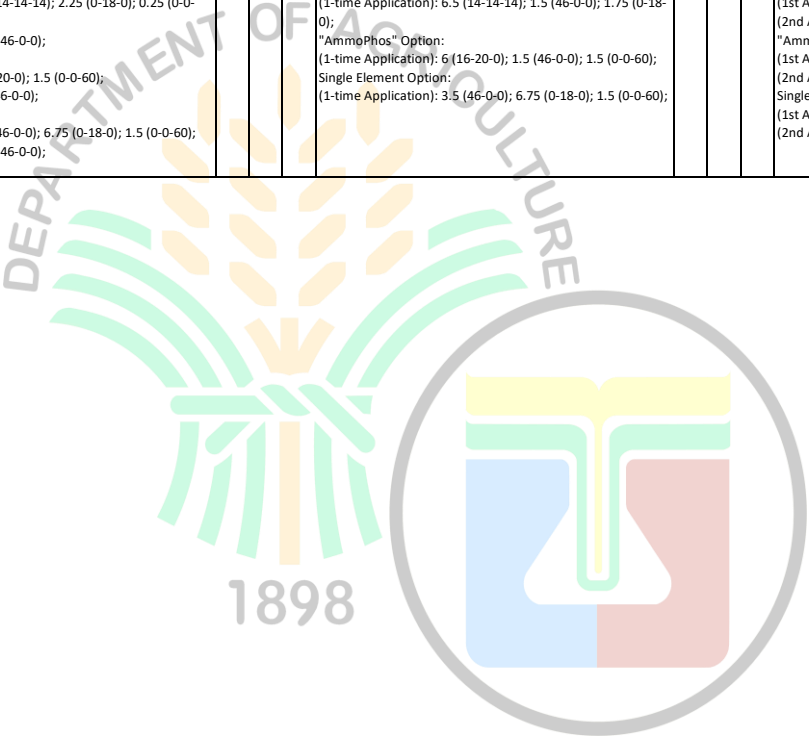 14-14-14); 2.25 (0-18-0); 0.25 (0-0-
46-0-0);
20-0); 1.5 (0-0-60);
6-0-0);
46-0-0); 6.75 (0-18-0); 1.5 (0-0-60);
46-0-0);
(1-time Application): 6.5 (14-14-14); 1.5 (46-0-0); 1.75 (0-18-
0);
"AmmoPhos" Option:
(1-time Application): 6 (16-20-0); 1.5 (46-0-0); 1.5 (0-0-60);
Single Element Option:
(1-time Application): 3.5 (46-0-0); 6.75 (0-18-0); 1.5 (0-0-60);
(1st A
(2nd A
"Amm
(1st A
(2nd A
Single
(1st A
(2nd A
DEPARTMENT OF AGRICULTURE
1898